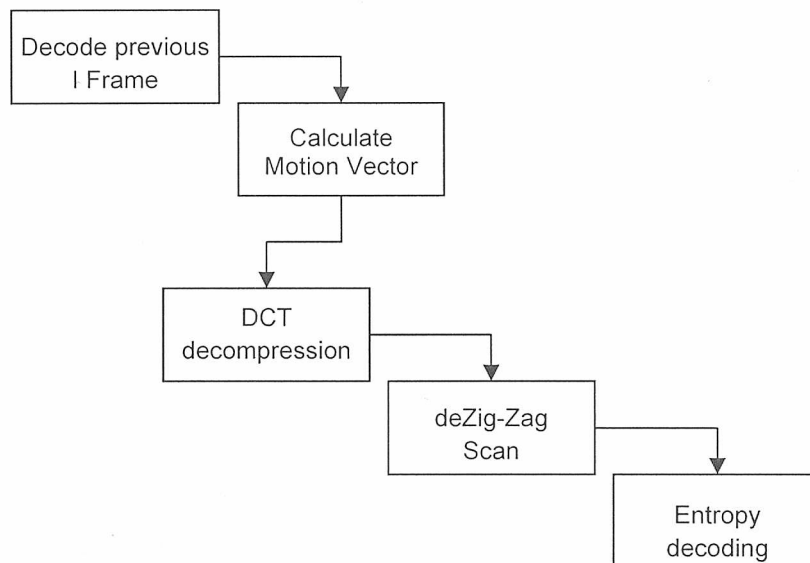 Decode previous
I Frame
Calculate
Motion Vector
DCT
decompression
deZig-Zag
Scan
Entropy
decoding